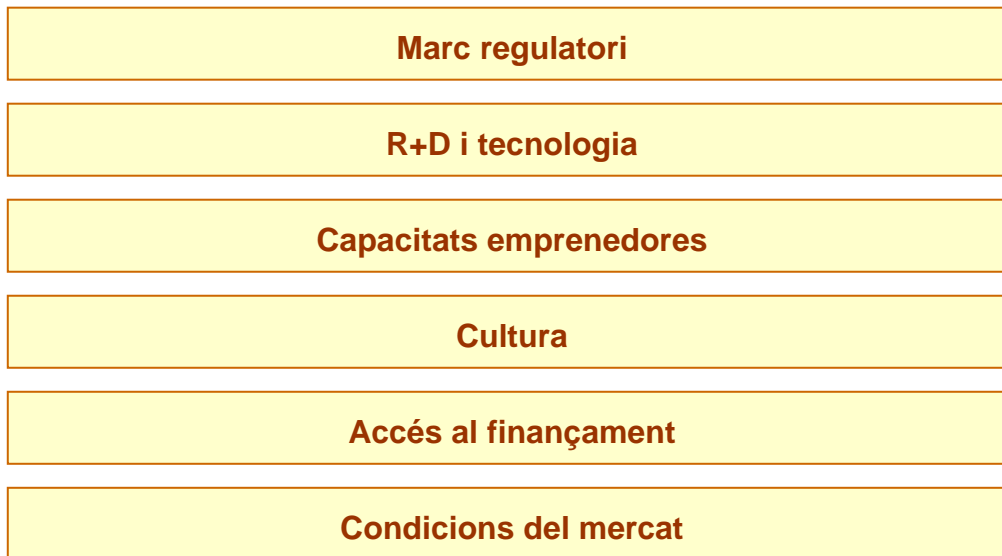 Marc regulatori
R+D i tecnologia
Capacitats emprenedores
Cultura
Accés al finançament
Condicions del mercat